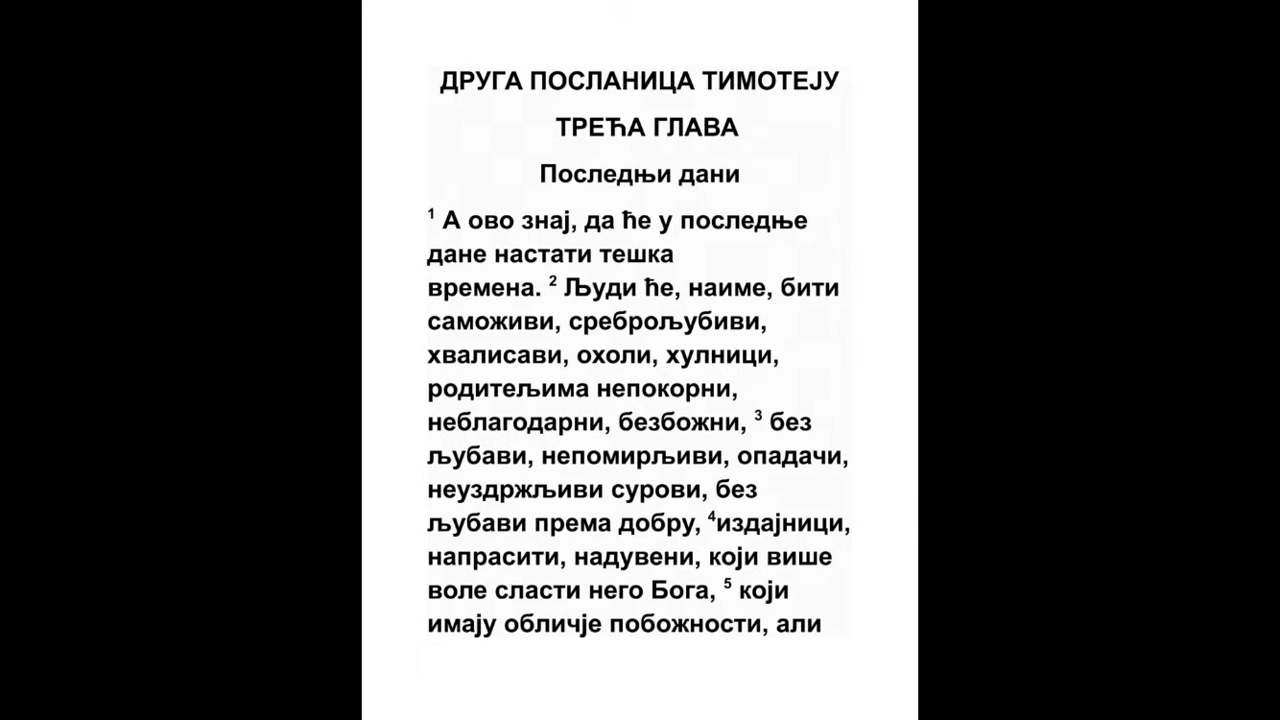 ДРУГА ПОСЛАНИЦА ТИМОТЕЈУ
ТРЕЋА ГЛАВА
Последњи дани
¹ А ово знај, да ће у последње
дане настати тешка
времена. ² Људи ће, наиме, бити
саможиви, среброљубиви,
хвалисави, охоли, хулници,
родитељима непокорни,
неблагодарни, безбожни, ³ без
љубави, непомирљиви, опадачи,
неуздржљиви сурови, без
љубави према добру, ⁴издајници,
напрасити, надувени, који више
воле сласти него Бога, ⁵ који
имају обличје побожности, али